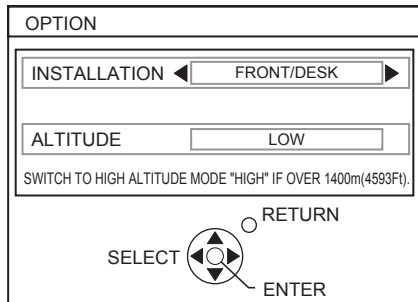 OPTION
INSTALLATION FRONT/DESK
ALTITUDE LOW
SWITCH TO HIGH ALTITUDE MODE "HIGH" IF OVER 1400m(4593Ft).
RETURN
SELECT
ENTER